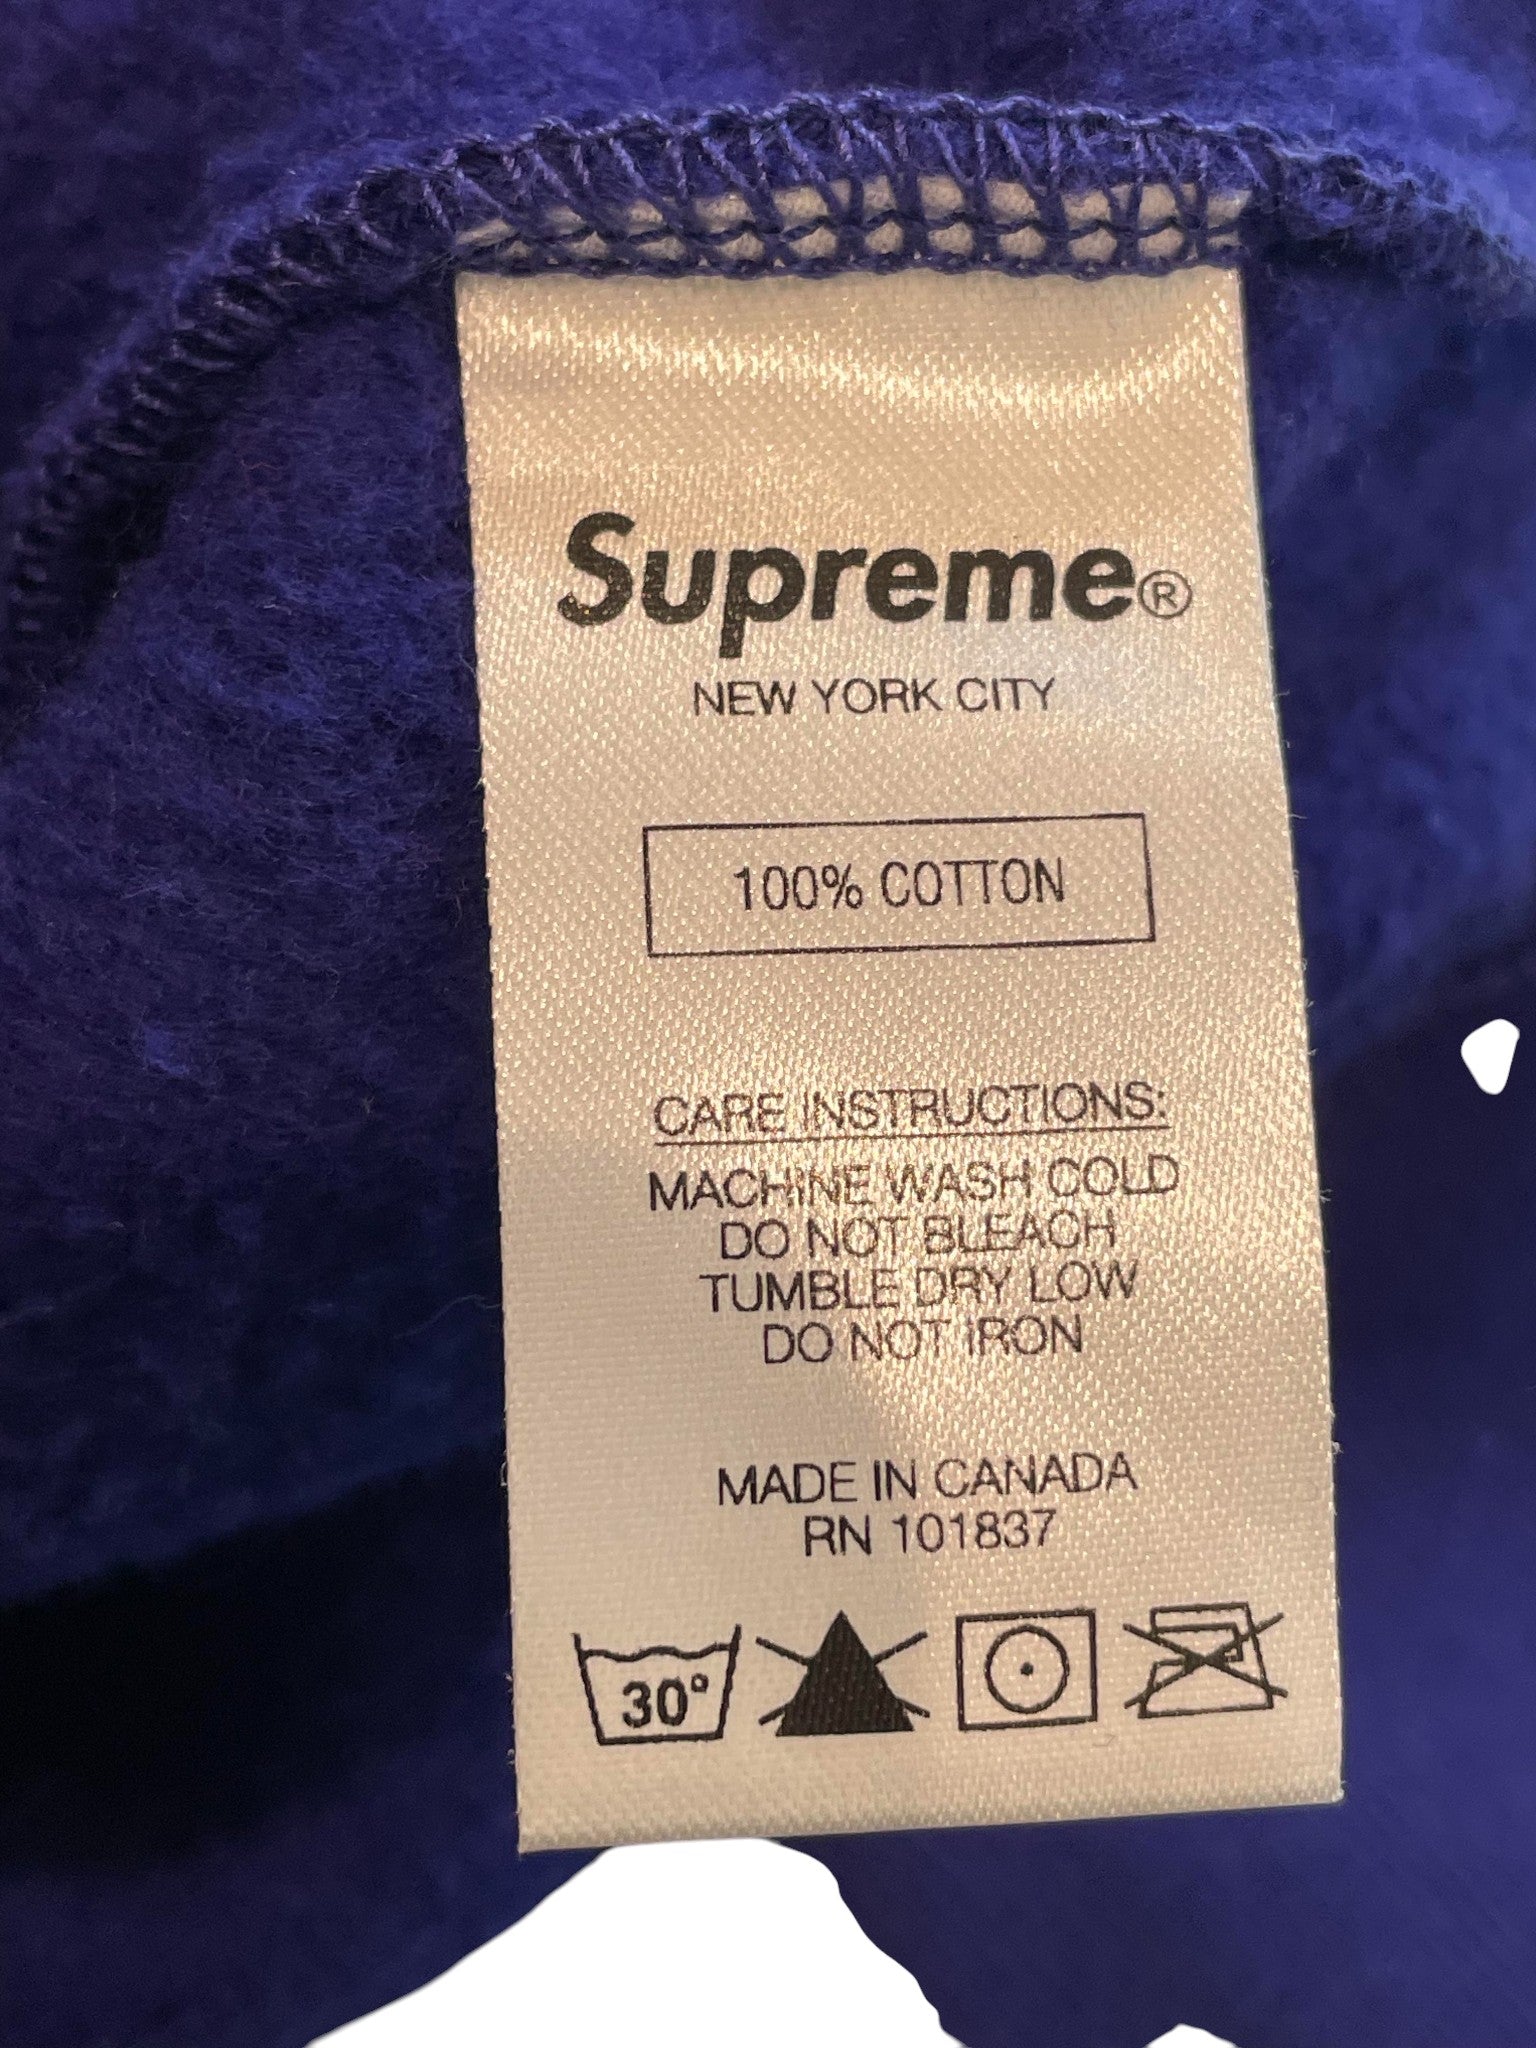 Supreme®
NEW YORK CITY
100% COTTON
CARE INSTRUCTIONS:
MACHINE WASH COLD
DO NOT BLEACH
TUMBLE DRY LOW
DO NOT IRON
MADE IN CANADA
RN 101837
30°